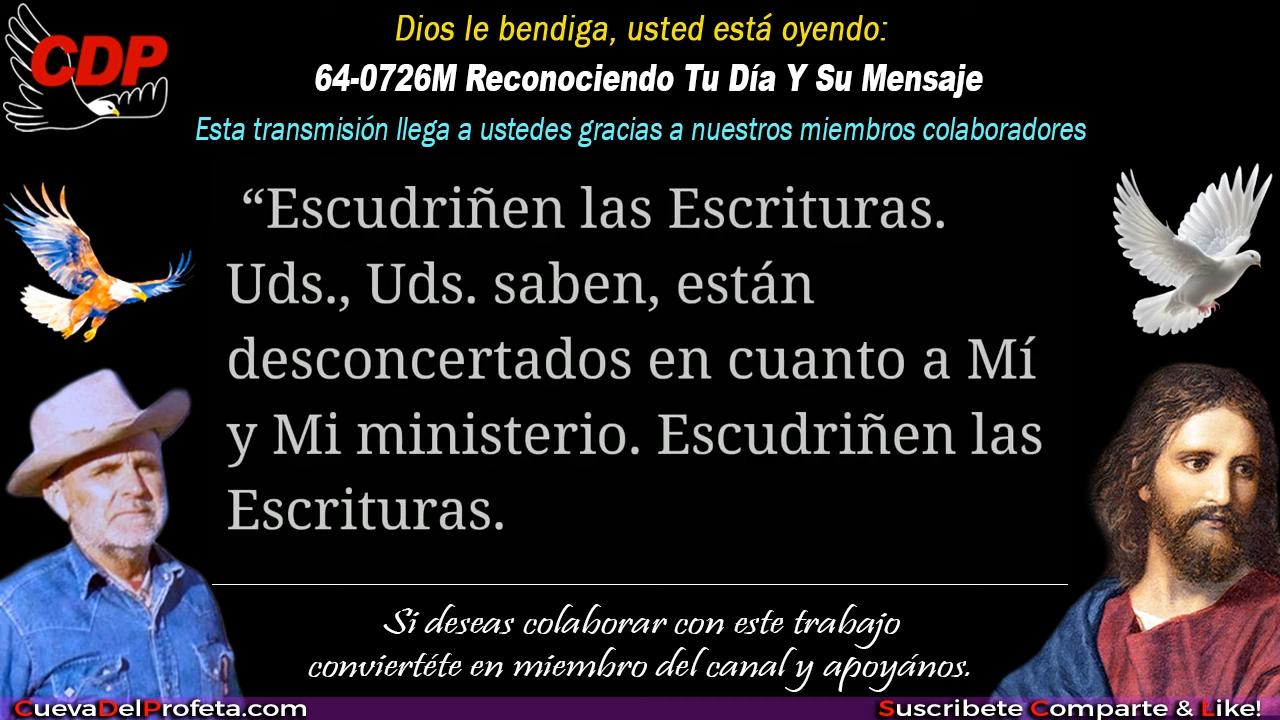 CDP
Dios le bendiga, usted está oyendo:
64-0726M Reconociendo Tu Día Y Su Mensaje
Esta transmisión llega a ustedes gracias a nuestros miembros colaboradores
“Escudriñen las Escrituras.
Uds., Uds. saben, están
desconcertados en cuanto a Mí
y Mi ministerio. Escudriñen las
Escrituras.
Si deseas colaborar con este trabajo
conviertéte en miembro del canal y apoyános.
CuevaDelProfeta.com
Suscribete Comparte & Like!